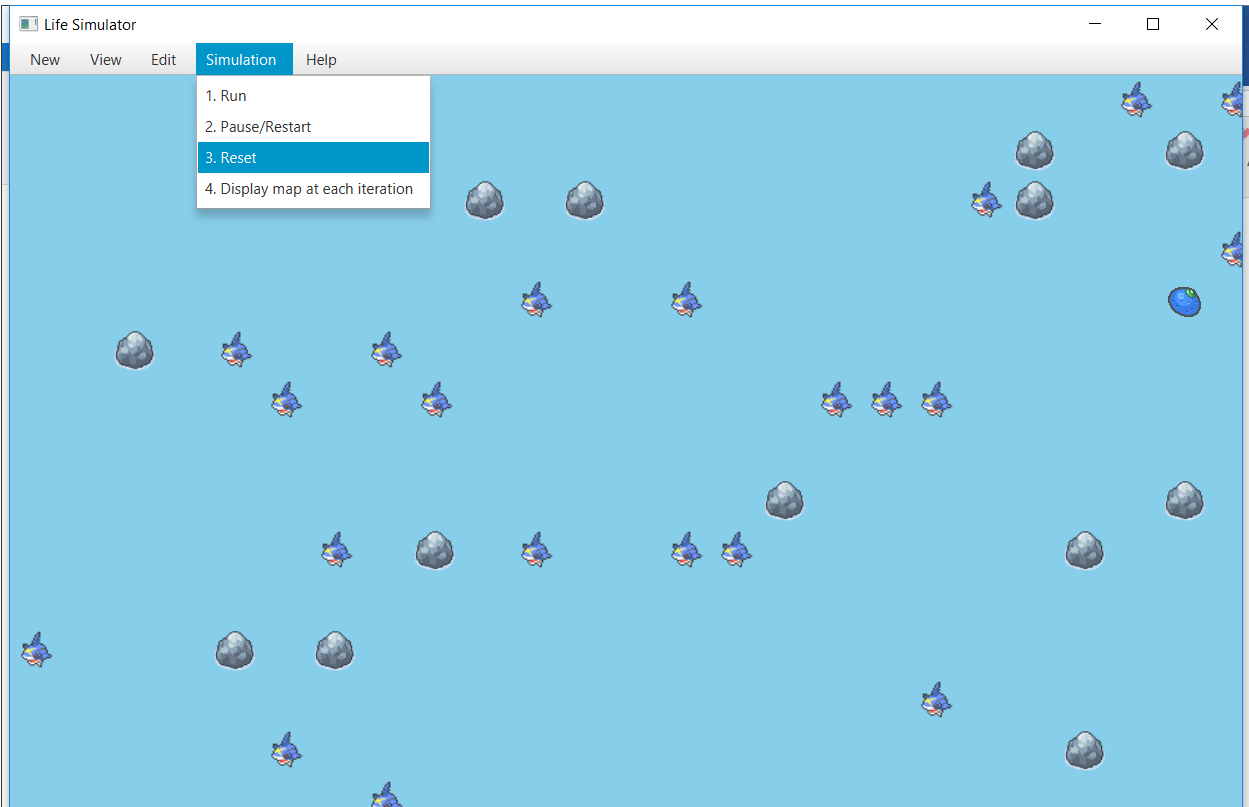 Life Simulator
New View Edit Simulation Help
1. Run
2. Pause/Restart
3. Reset
4. Display map at each iteration